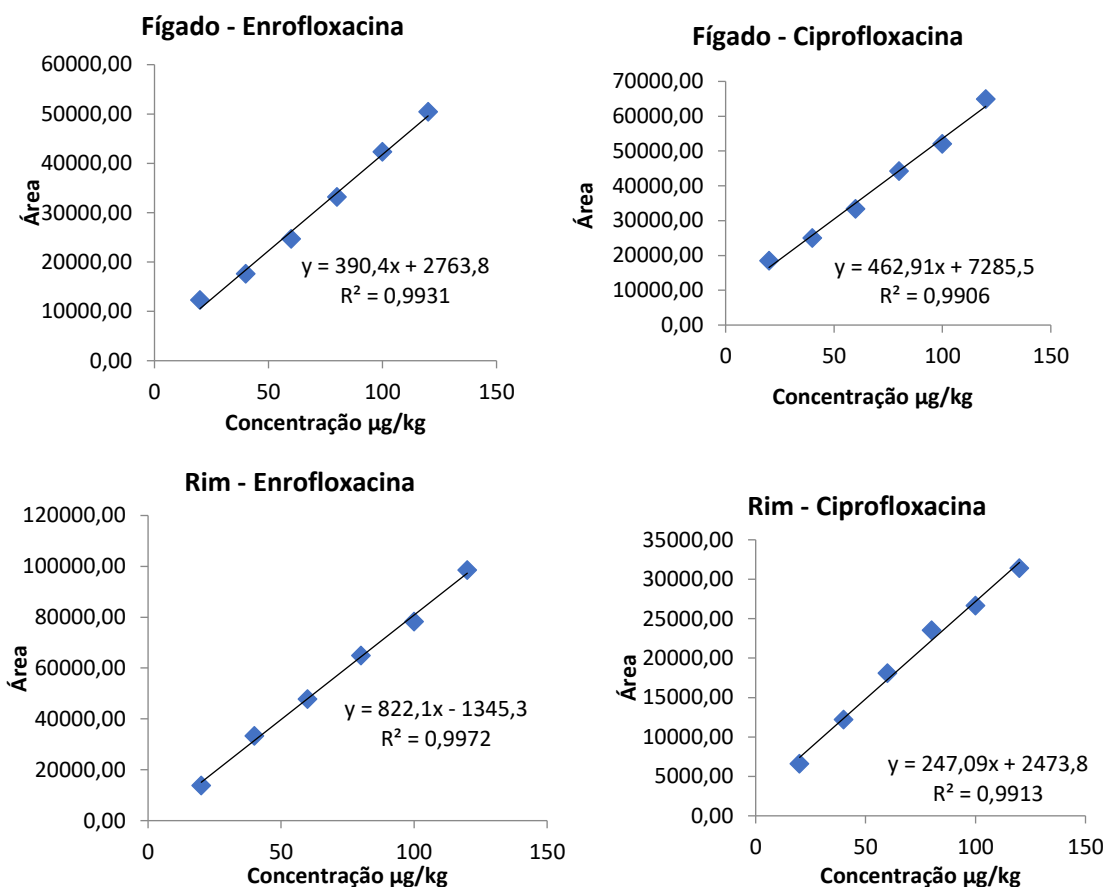 Fígado - Enrofloxacina
60000,00
50000,00
40000,00
30000,00
20000,00
10000,00
0,00
Área
y = 390,4x + 2763,8
R² = 0,9931
0 50 100 150
Concentração µg/kg
Fígado - Ciprofloxacina
70000,00
60000,00
50000,00
40000,00
30000,00
20000,00
10000,00
0,00
Área
y = 462,91x + 7285,5
R² = 0,9906
0 50 100 150
Concentração µg/kg
Rim - Enrofloxacina
120000,00
100000,00
80000,00
60000,00
40000,00
20000,00
0,00
Área
y = 822,1x - 1345,3
R² = 0,9972
0 50 100 150
Concentração µg/kg
Rim - Ciprofloxacina
35000,00
30000,00
25000,00
20000,00
15000,00
10000,00
5000,00
0,00
Área
y = 247,09x + 2473,8
R² = 0,9913
0 50 100 150
Concentração µg/kg